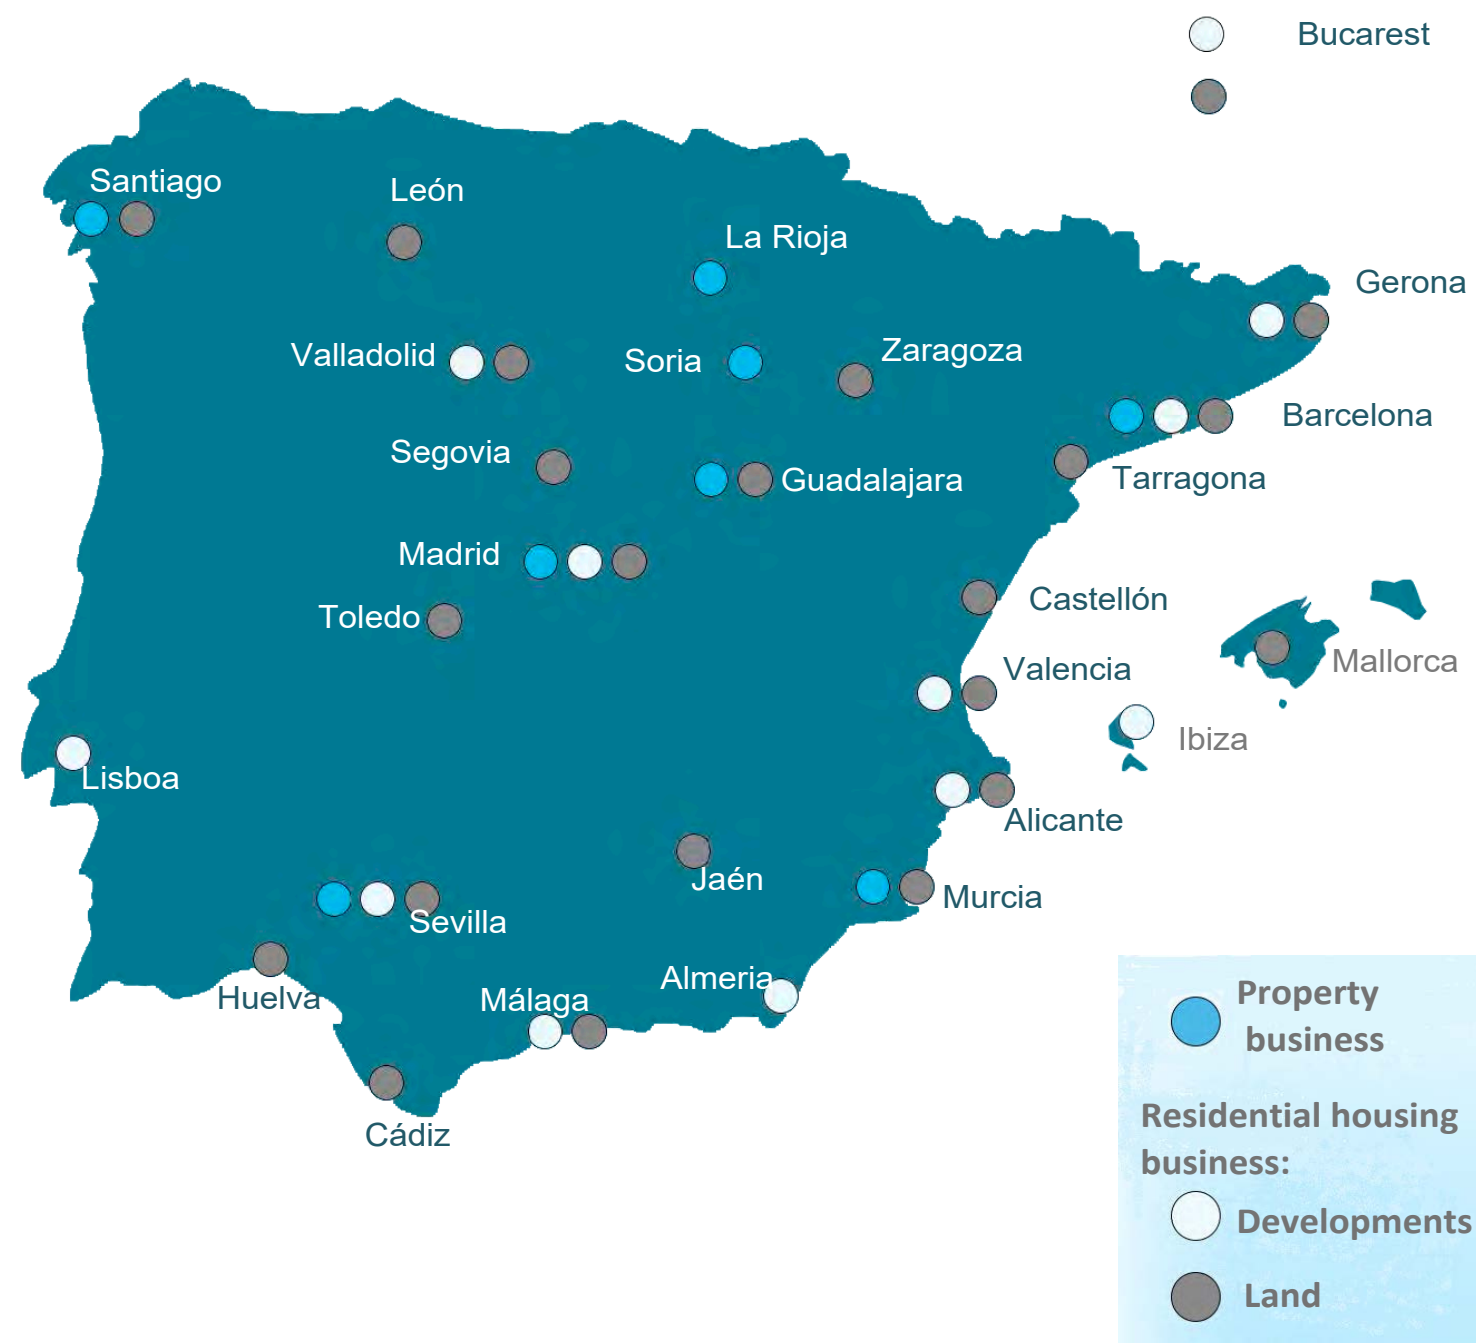 Bucarest
Santiago
León
La Rioja
Gerona
Valladolid
Soria
Zaragoza
Barcelona
Segovia
Guadalajara
Tarragona
Madrid
Castellón
Toledo
Mallorca
Valencia
Ibiza
Lisboa
Alicante
Jaén
Murcia
Sevilla
Almeria
Huelva
Málaga
Cádiz
Property
business
Residential housing
business:
Developments
Land